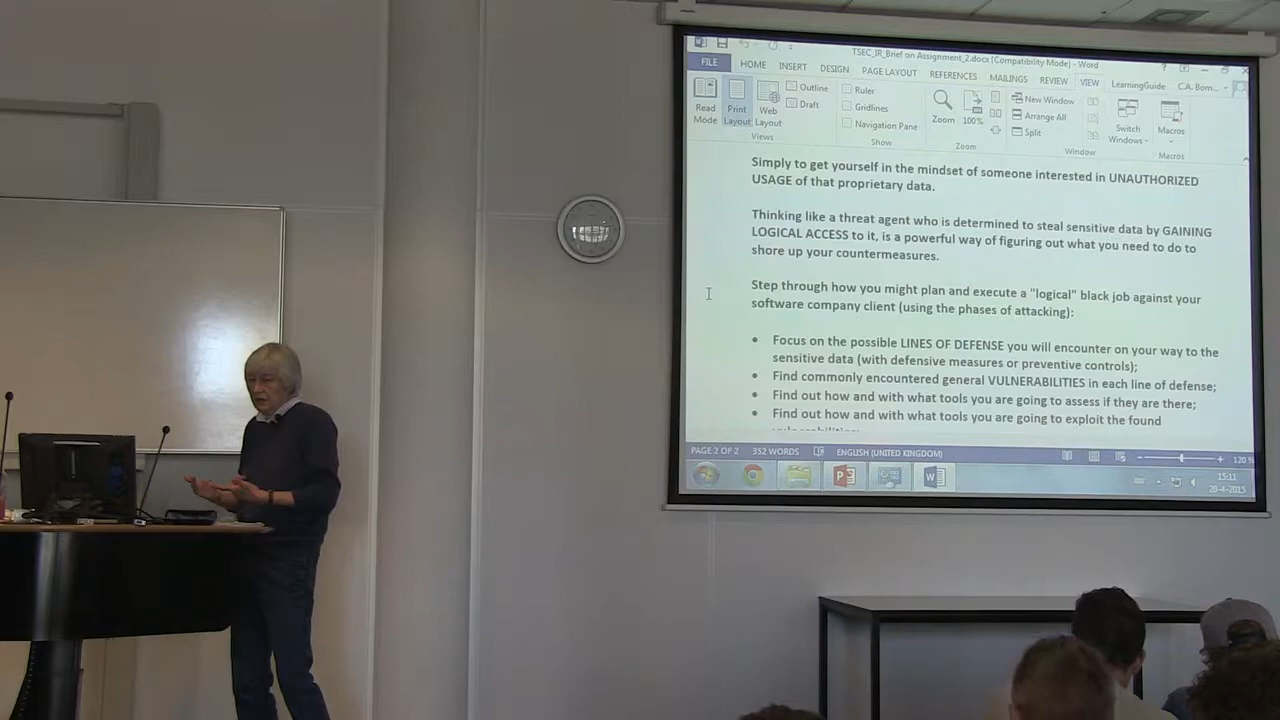 TSEC_IR_Brief on Assignment_2.docx [Compatibility Mode] - Word
FILE HOME INSERT DESIGN PAGE LAYOUT REFERENCES MAILINGS REVIEW VIEW LearningGuide C.A. Bom...
Read Mode
Print Layout
Web Layout
Outline
Draft
Views
Ruler
Gridlines
Navigation Pane
Show
Zoom
100%
Zoom
New Window
Arrange All
Split
Window
Switch Windows
Macros
Macros
Simply to get yourself in the mindset of someone interested in UNAUTHORIZED
USAGE of that proprietary data.
Thinking like a threat agent who is determined to steal sensitive data by GAINING
LOGICAL ACCESS to it, is a powerful way of figuring out what you need to do to
shore up your countermeasures.
Step through how you might plan and execute a "logical" black job against your
software company client (using the phases of attacking):
• Focus on the possible LINES OF DEFENSE you will encounter on your way to the
sensitive data (with defensive measures or preventive controls);
• Find commonly encountered general VULNERABILITIES in each line of defense;
• Find out how and with what tools you are going to assess if they are there;
• Find out how and with what tools you are going to exploit the found
PAGE 2 OF 2 352 WORDS ENGLISH (UNITED KINGDOM) 120 %
15:11
20-4-2015